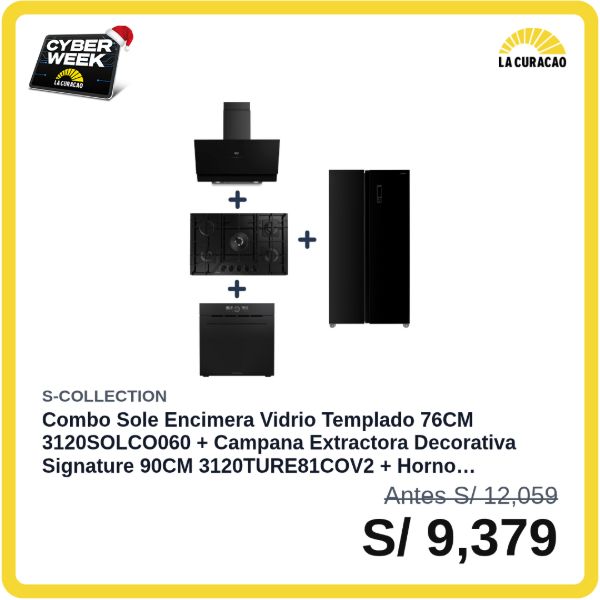 CYBER
WEEK
LA CURACAO
LA CURACAO
S-COLLECTION
Combo Sole Encimera Vidrio Templado 76CM
3120SOLCO060 + Campana Extractora Decorativa
Signature 90CM 3120TURE81COV2 + Horno…
Antes S/ 12,059
S/ 9,379